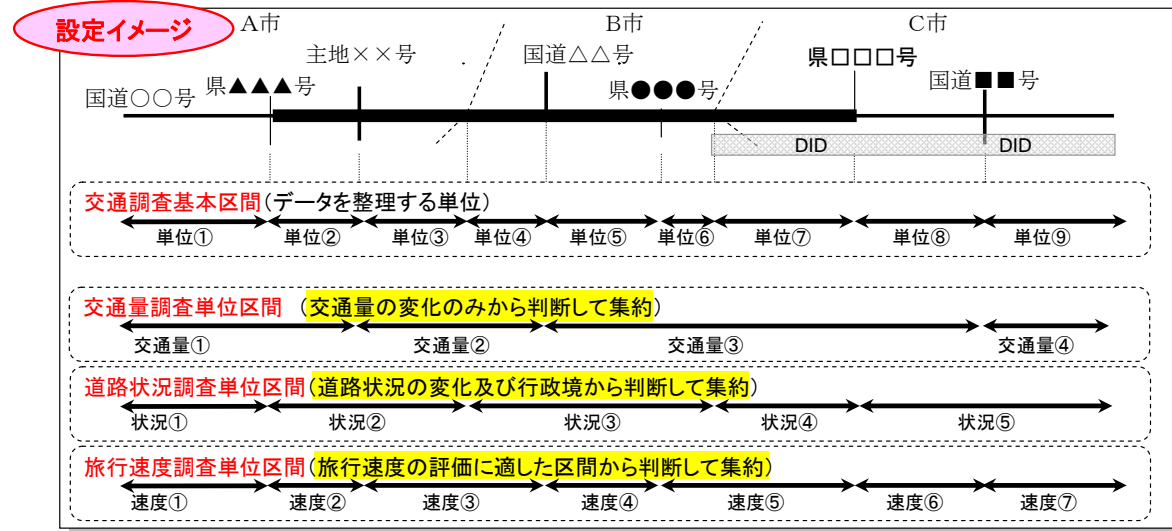 設定イメージ
A市 B市 C市
主地××号 国道△△号 県□□□号
国道○○号 県▲▲▲号 県●●●号 国道■■号
DID DID
交通調査基本区間(データを整理する単位)
単位① 単位② 単位③ 単位④ 単位⑤ 単位⑥ 単位⑦ 単位⑧ 単位⑨
交通量調査単位区間 (交通量の変化のみから判断して集約)
交通量① 交通量② 交通量③ 交通量④
道路状況調査単位区間(道路状況の変化及び行政境から判断して集約)
状況① 状況② 状況③ 状況④ 状況⑤
旅行速度調査単位区間(旅行速度の評価に適した区間から判断して集約)
速度① 速度② 速度③ 速度④ 速度⑤ 速度⑥ 速度⑦